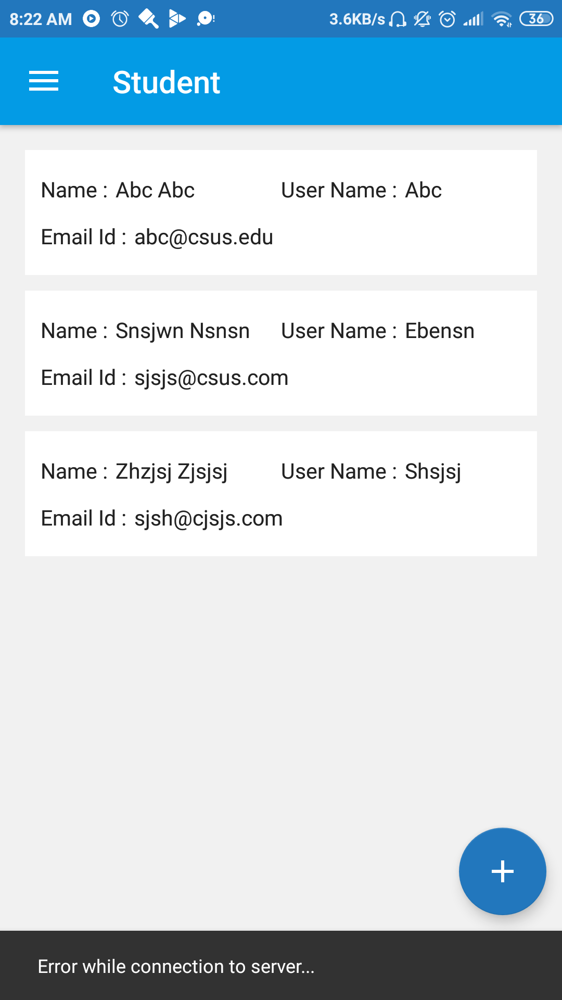 8:22 AM 3.6KB/s 36
Student
Name : Abc Abc User Name : Abc
Email Id : abc@csus.edu
Name : Snsjwn Nsnsn User Name : Ebensn
Email Id : sjsjs@csus.com
Name : Zhzjsj Zjsjsj User Name : Shsjsj
Email Id : sjsh@cjsjs.com
Error while connection to server...